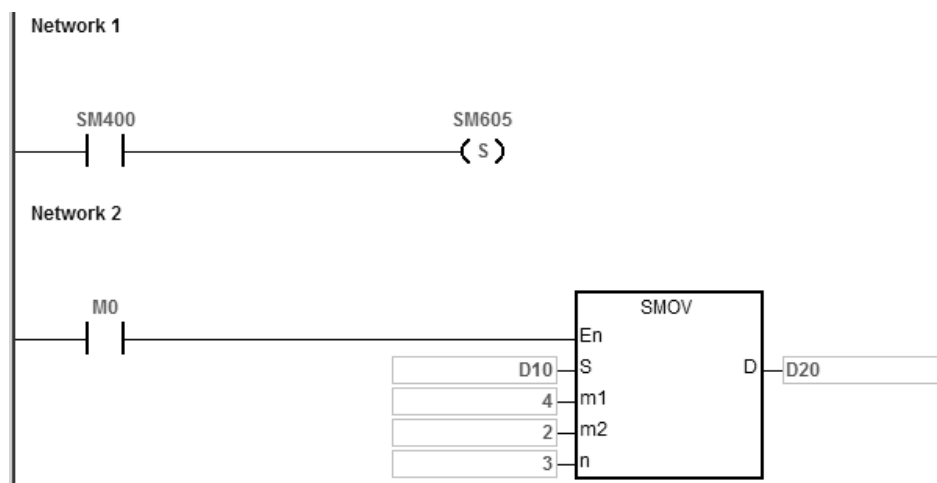 Network 1
SM400 SM605
S
Network 2
M0 SMOV
En
D10 S D D20
4 m1
2 m2
3 n